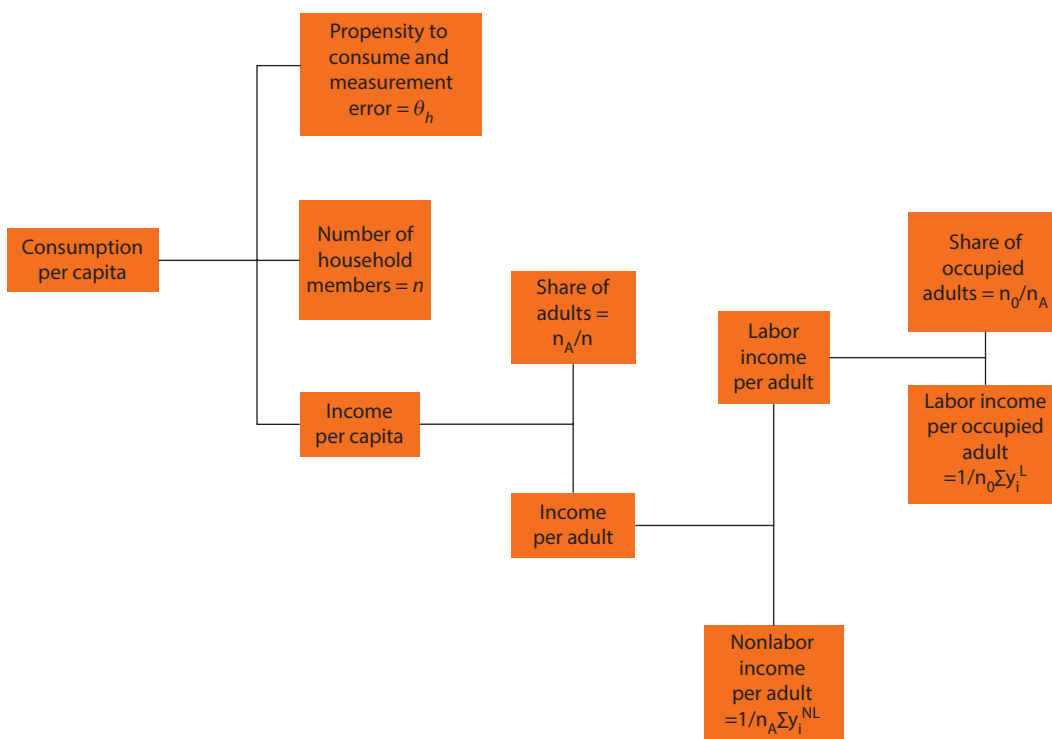 Propensity to
consume and
measurement
error = θh
Consumption
per capita
Number of
household
members = n
Income
per capita
Share of
adults =
nA/n
Income
per adult
Labor
income
per adult
Nonlabor
income
per adult
=1/nAΣyiNL
Share of
occupied
adults = n0/nA
Labor income
per occupied
adult
=1/n0ΣyiL